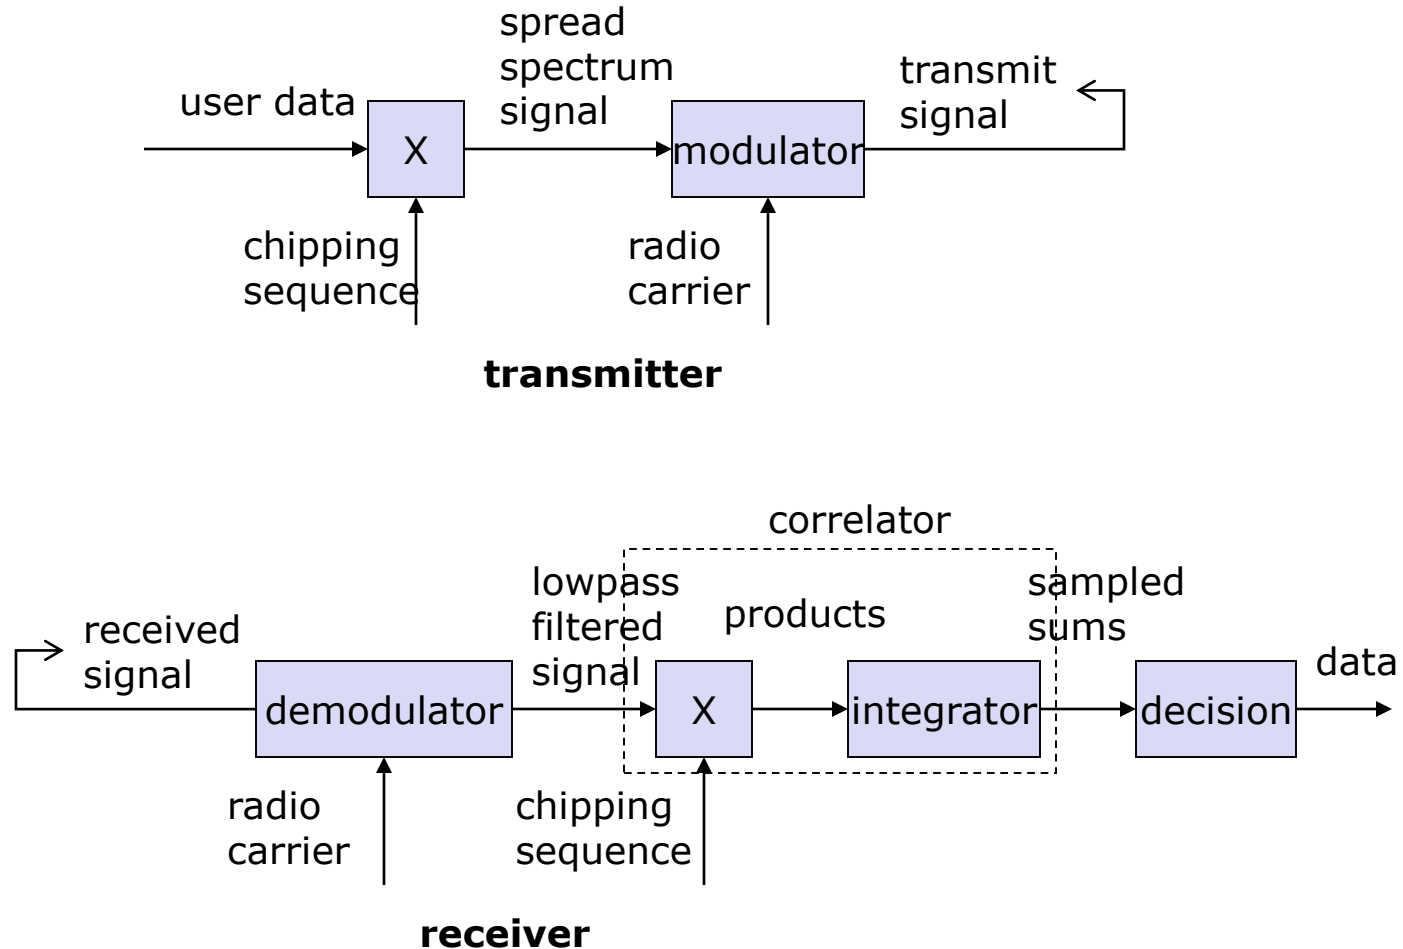 spread
spectrum
signal
user data
transmit
signal
X
modulator
chipping
sequence
radio
carrier
transmitter
correlator
lowpass
filtered
signal
products
sampled
sums
received
signal
data
demodulator
X
integrator
decision
radio
carrier
chipping
sequence
receiver